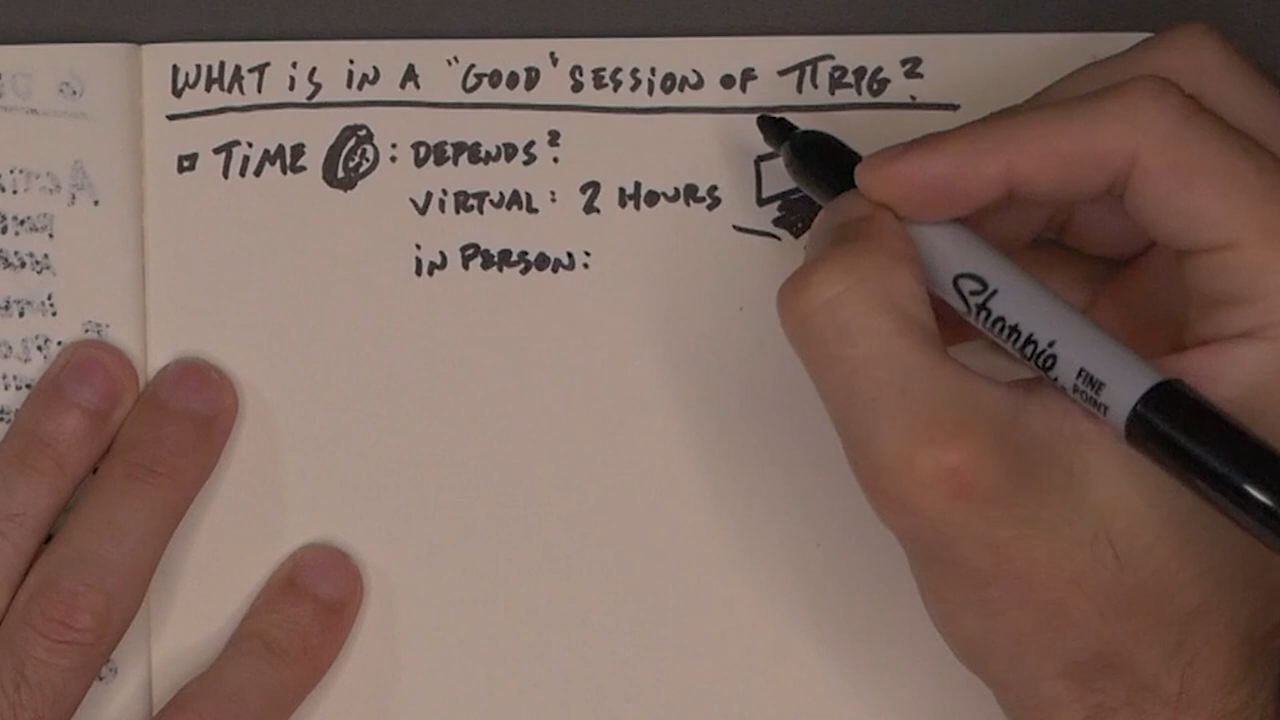 WHAT iS iN A "GOOD" SESSiON OF TTRPG?
TiME : DEPENDS?
ViRTUAL: 2 HOURS
iN PERSON:
Sharpie
FINE
POINT